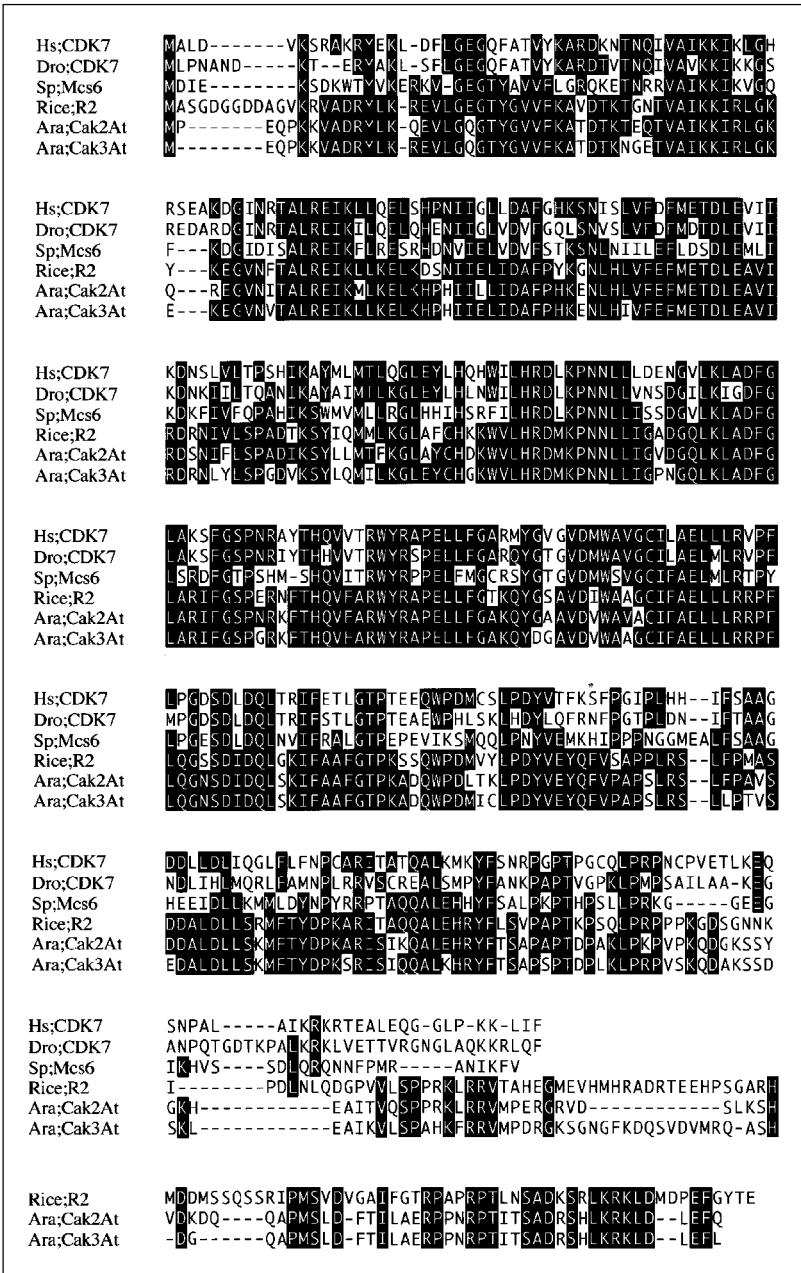 Hs;CDK7 MALD-------VKSRAKRYEKL-DFLGEGQFATVYKARDKNTNQIVAIKKIKLGH
Dro;CDK7 MLPNAND----KT--ERYAKL-SFLGEGQFATVYKARDTVTNQIVAVKKIKKGS
Sp;Mcs6 MDIE-------KSDKWTYVKERKV-GEGTYAVVFLGRQKETNRRVAIKKIKVGQ
Rice;R2 MASGDGGDDAGVKRVADRYLK-REVLGEGTYGVVFKAVDTKTGNTVAIKKIRLGK
Ara;Cak2At MP-------EQPKKVADRYLK-QEVLGQGTYGVVFKATDTKTEQTVAIKKIRLGK
Ara;Cak3At M--------EQPKKVADRYLK-REVLGQGTYGVVFKATDTKNGETVAIKKIRLGK
Hs;CDK7 RSEAKDGINRTALREIKLLQELSHPNIIGLLDAFGHKSNISLVFDFMETDLEVII
Dro;CDK7 REDARDGINRTALREIKILQELQHENIIGLVDVFGQLSNVSLVFDFMDTDLEVII
Sp;Mcs6 F---KDGIDISALREIKFLRESRHDNVIELVDVFSTKSNLNIILEFLDSDLEMLI
Rice;R2 Y---KEGVNFTALREIKLLKELKDSNIIELIDAFPYKGNLHLVFEFMETDLEAVI
Ara;Cak2At Q---REGVNITALREIKMLKELKHPHIILLIDAFPHKENLHLVFEFMETDLEAVI
Ara;Cak3At E---KEGVNVTALREIKLLKELKHPHIIELIDAFPHKENLHIVFEFMETDLEAVI
Hs;CDK7 KDNSLVLTPSHIKAYMLMTLQGLEYLHQHWILHRDLKPNNLLLDENGVLKLADFG
Dro;CDK7 KDNKIILTQANIKAYAIMTLKGLEYLHLNWILHRDLKPNNLLVNSDGILKIGDFG
Sp;Mcs6 KDKFIVFQPAHIKSWMVMLLRGLHHIHSRFILHRDLKPNNLLISSDGVLKLADFG
Rice;R2 RDRNIVLSPADTKSYIQMMLKGLAFCHKKWVLHRDMKPNNLLIGADGQLKLADFG
Ara;Cak2At RDSNIFLSPADIKSYLLMTFKGLAYCHDKWVLHRDMKPNNLLIGVDGQLKLADFG
Ara;Cak3At RDRNLYLSPGDVKSYLQMILKGLEYCHGKWVLHRDMKPNNLLIGPNGQLKLADFG
Hs;CDK7 LAKSFGSPNRAYTHQVVTRWYRAPELLFGARMYGVGVDMWAVGCILAELLLRVPF
Dro;CDK7 LAKSFGSPNRIYTHHVVTRWYRSPELLFGARQYGTGVDMWAVGCILAELMLRVPF
Sp;Mcs6 LSRDFGTPSHM-SHQVITRWYRPPELFMGCRSYGTGVDMWSVGCIFAELMLRTPY
Rice;R2 LARIFGSPERNFTHQVFARWYRAPELLFGTKQYGSAVDIWAAGCIFAELLLRRPF
Ara;Cak2At LARIFGSPNRKFTHQVFARWYRAPELLFGAKQYGAAVDVWAVACIFAELLLRRPF
Ara;Cak3At LARIFGSPGRKFTHQVFARWYRAPELLFGAKQYDGAVDVWAAGCIFAELLLRRPF
*
Hs;CDK7 LPGDSDLDQLTRIFETLGTPTEEQWPDMCSLPDYVTFKSFPGIPLHH--IFSAAG
Dro;CDK7 MPGDSDLDQLTRIFSTLGTPTEAEWPHLSKLHDYLQFRNFPGTPLDN--IFTAAG
Sp;Mcs6 LPGESDLDQLNVIFRALGTPEPEVIKSMQQLPNYVEMKHIPPPNGGMEALFSAAG
Rice;R2 LQGSSDIDQLGKIFAAFGTPKSSQWPDMVYLPDYVEYQFVSAPPLRS--LFPMAS
Ara;Cak2At LQGNSDIDQLSKIFAAFGTPKADQWPDLTKLPDYVEYQFVPAPSLRS--LFPAVS
Ara;Cak3At LQGNSDIDQLSKIFAAFGTPKADQWPDMICLPDYVEYQFVPAPSLRS--LLPTVS
Hs;CDK7 DDLLDLIQGLFLFNPCARITATQALKMKYFSNRPGPTPGCQLPRPNCPVETLKEQ
Dro;CDK7 NDLIHLMQRLFAMNPLRRVSCREALSMPYFANKPAPTVGPKLPMPSAILAA-KEG
Sp;Mcs6 HEEIDLLKMMLDYNPYRRPTAQQALEHHYFSALPKPTHPSLLPRKG----GEEG
Rice;R2 DDALDLLSRMFTYDPKARITAQQALEHRYFLSVPAPTKPSQLPRPPPKGDSGNNK
Ara;Cak2At DDALDLLSKMFTYDPKARISIKQALEHRYFTSAPAPTDPAKLPKPVPKQDGKSSY
Ara;Cak3At EDALDLLSKMFTYDPKSRISIQQALKHRYFTSAPSPTDPLKLPRPVSKQDAKSSD
Hs;CDK7 SNPAL-----AIKRKRTEALEQG-GLP-KK-LIF
Dro;CDK7 ANPQTGDTKPALKRKLVETTVRGNGLAQKKRLQF
Sp;Mcs6 IKHVS---SDLQRQNNFPMR----ANIKFV
Rice;R2 I---------PDLNLQDGPVVLSPPRKLRRVTAHEGMEVHMHRADRTEEHPSGARH
Ara;Cak2At GKH---------EAITVQSPPRKLRRVMPERGRVD----------SLKSH
Ara;Cak3At SKL---------EAIKVLSPAHKFRRVMPDRGKSGNGFKDQSVDVMRQ-ASH
Rice;R2 MDDMSSQSSRIPMSVDVGAIFGTRPAPRPTLNSADKSRLKRKLDMDPEFGYTE
Ara;Cak2At VDKDQ----QAPMSLD-FTILAERPPNRPTITSADRSHLKRKLD--LEFQ
Ara;Cak3At -DG------QAPMSLD-FTILAERPPNRPTITSADRSHLKRKLD--LEFL